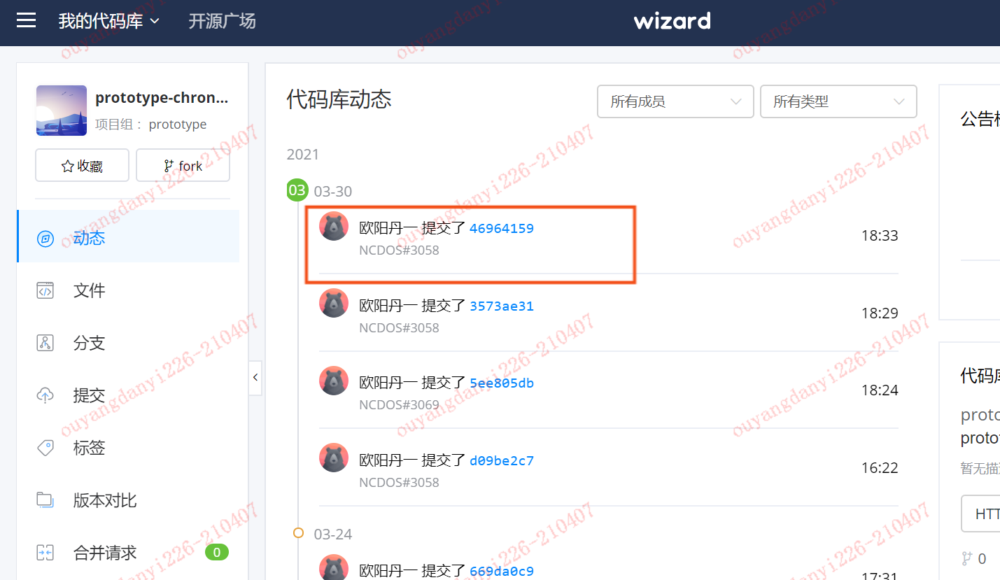 我的代码库
开源广场
wizard
prototype-chron...
项目组： prototype
收藏
fork
动态
文件
分支
提交
标签
版本对比
合并请求
0
代码库动态
所有成员
所有类型
2021
03
03-30
欧阳丹一 提交了 46964159
18:33
NCDOS#3058
欧阳丹一 提交了 3573ae31
18:29
NCDOS#3058
欧阳丹一 提交了 5ee805db
18:24
NCDOS#3069
欧阳丹一 提交了 d09be2c7
16:22
NCDOS#3058
03-24
欧阳丹一 提交了 669da0c9
17:31
公告
代码库
proto
proto
暂无描
HTT
0
ouyangdanyi226-210407